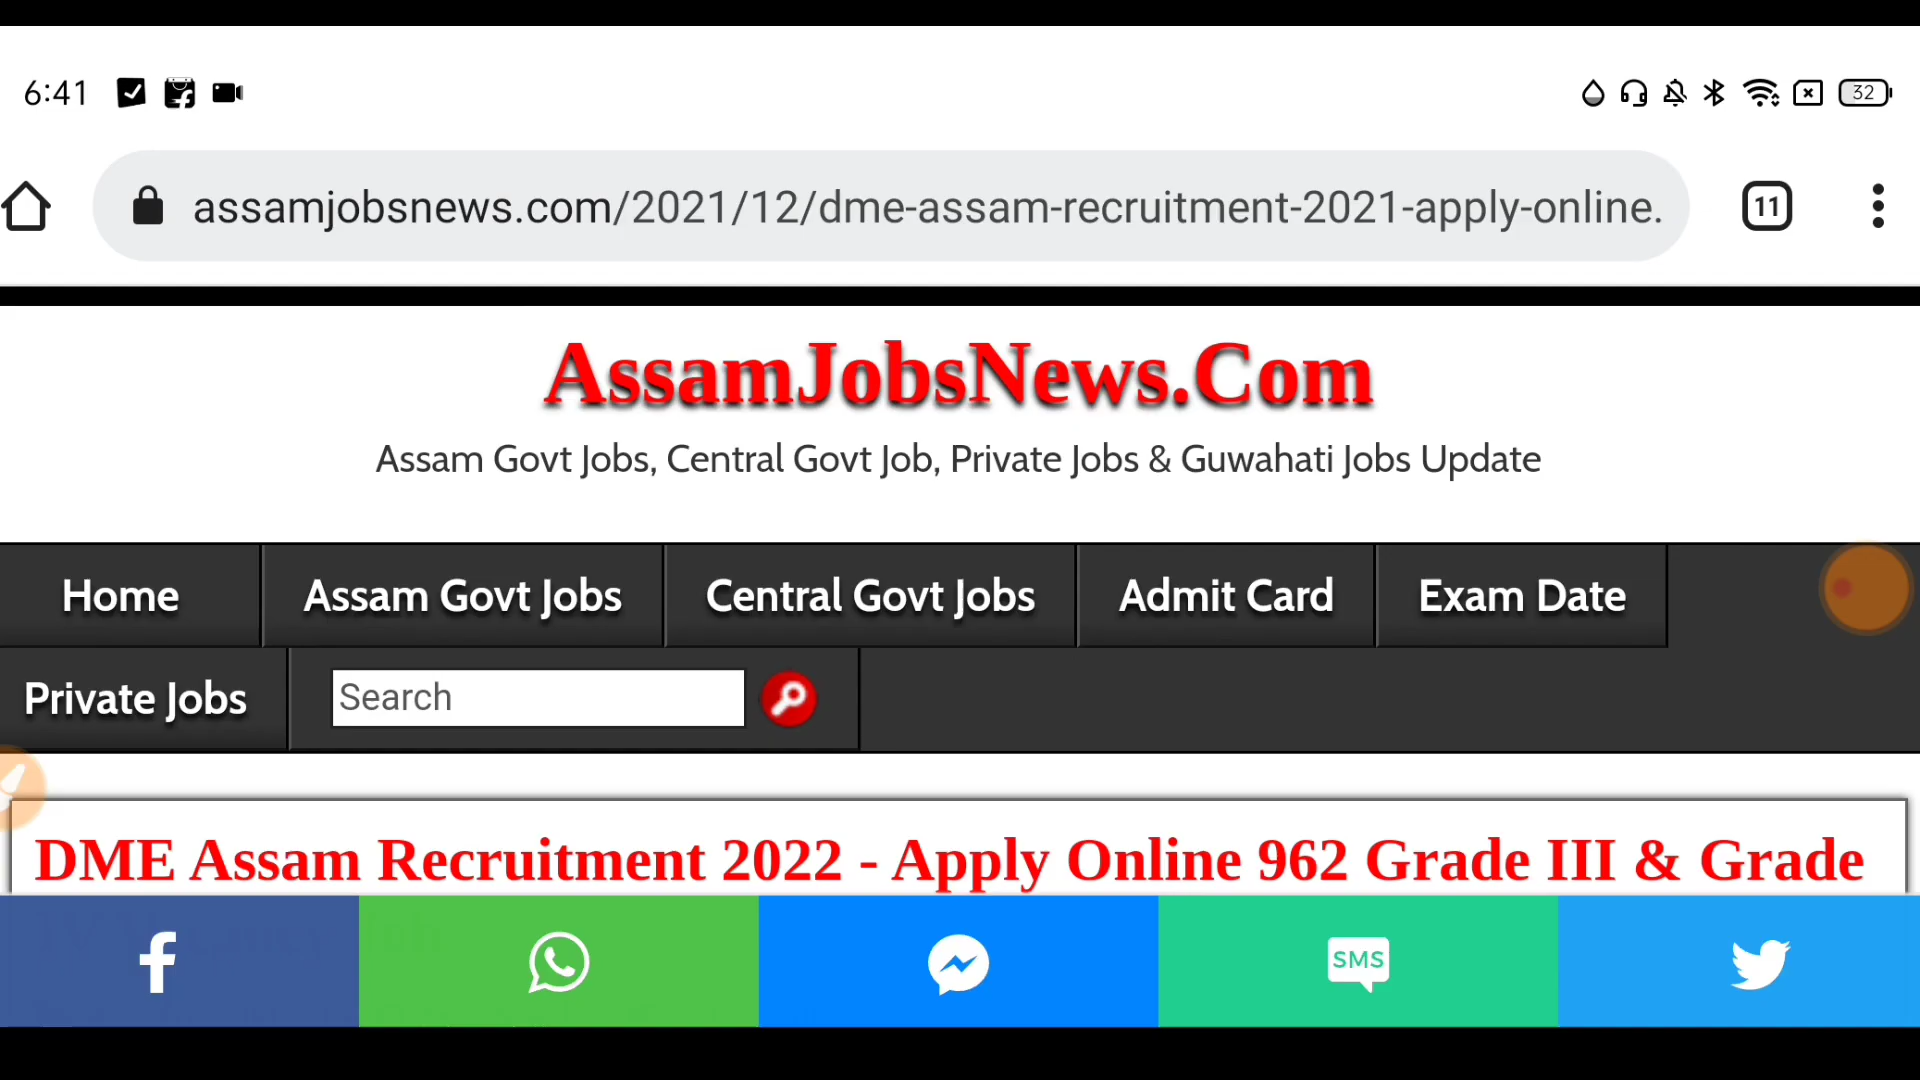 6:41
32
assamjobsnews.com/2021/12/dme-assam-recruitment-2021-apply-online.
11
AssamJobsNews.Com
Assam Govt Jobs, Central Govt Job, Private Jobs & Guwahati Jobs Update
Home Assam Govt Jobs Central Govt Jobs Admit Card Exam Date
Private Jobs Search
DME Assam Recruitment 2022 - Apply Online 962 Grade III & Grade
SMS